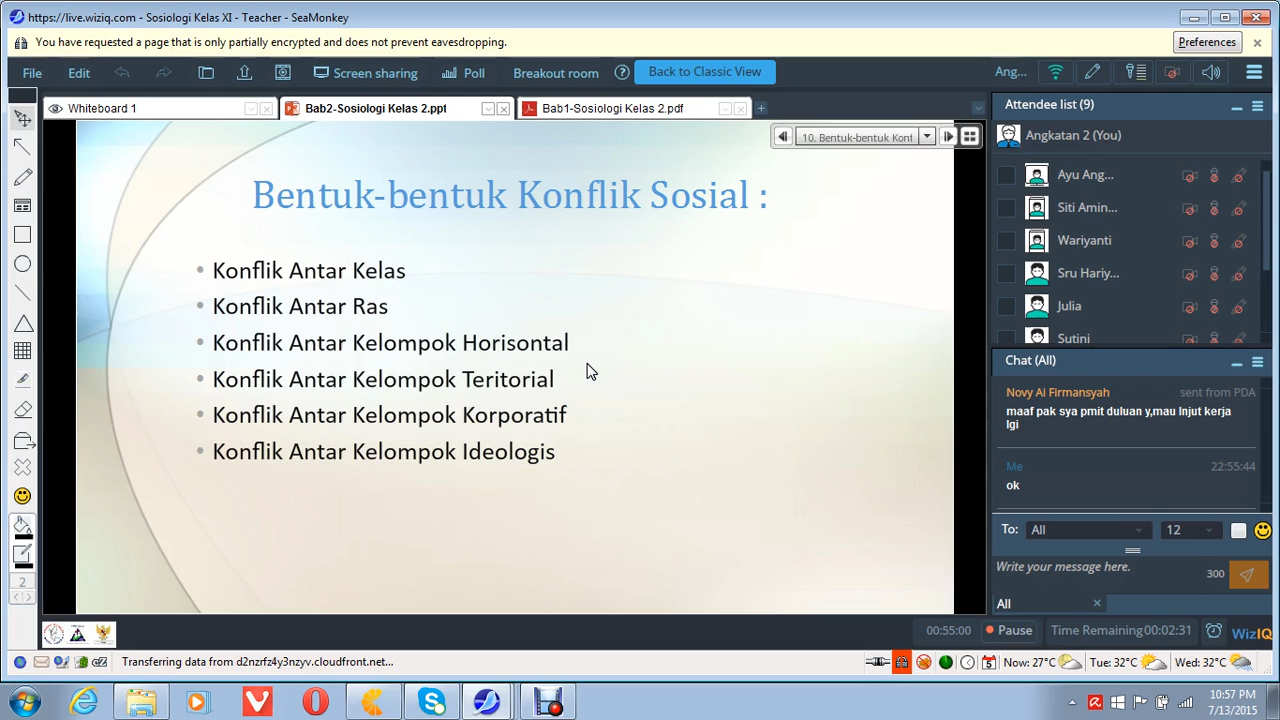 https://live.wiziq.com - Sosiologi Kelas XI - Teacher - SeaMonkey
You have requested a page that is only partially encrypted and does not prevent eavesdropping.
Preferences
File Edit Screen sharing Poll Breakout room ? Back to Classic View Ang...
Whiteboard 1
Bab2-Sosiologi Kelas 2.ppt
Bab1-Sosiologi Kelas 2.pdf
10. Bentuk-bentuk Konf
Bentuk-bentuk Konflik Sosial :
• Konflik Antar Kelas
• Konflik Antar Ras
• Konflik Antar Kelompok Horisontal
• Konflik Antar Kelompok Teritorial
• Konflik Antar Kelompok Korporatif
• Konflik Antar Kelompok Ideologis
2
Attendee list (9)
Angkatan 2 (You)
Ayu Ang...
Siti Amin...
Wariyanti
Sru Hariy...
Julia
Sutini
Chat (All)
Novy Ai Firmansyah sent from PDA
maaf pak sya pmit duluan y,mau lnjut kerja
lgi
Me 22:55:44
ok
To: All 12
Write your message here. 300
All
00:55:00 Pause Time Remaining 00:02:31 WizIQ
Transferring data from d2nzrfz4y3nzyv.cloudfront.net...
Now: 27°C Tue: 32°C Wed: 32°C
10:57 PM
7/13/2015